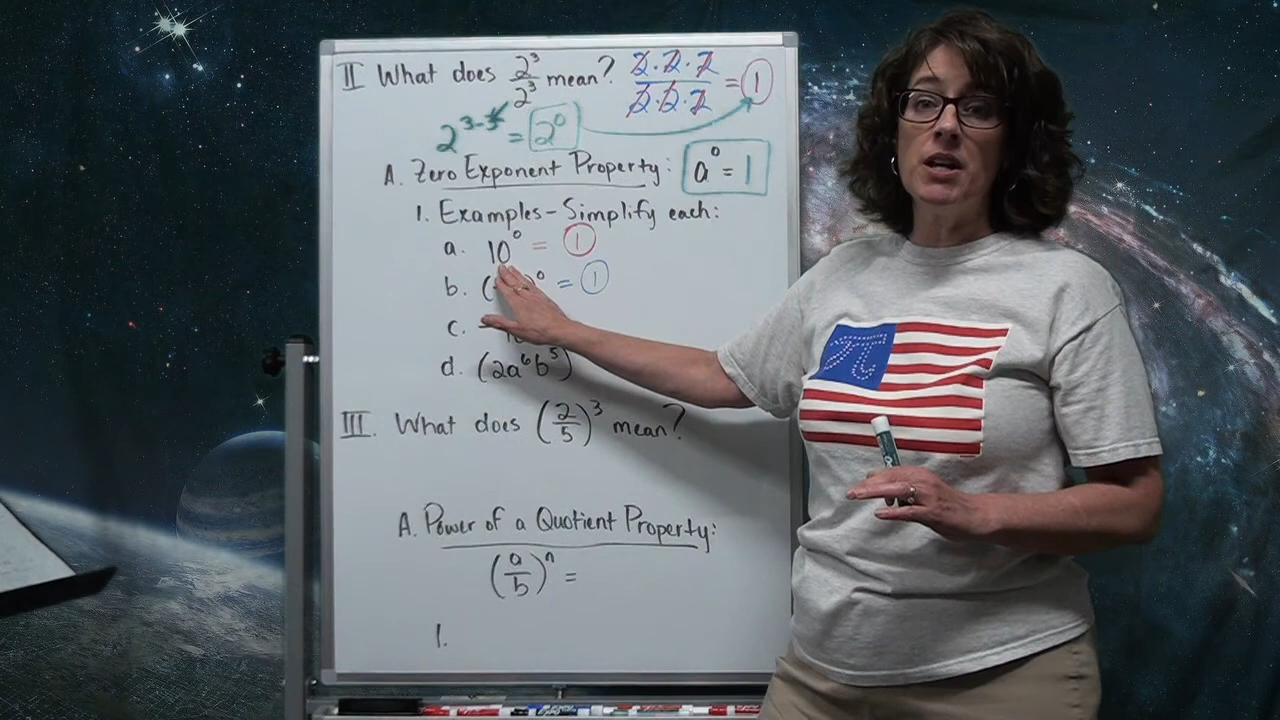 II What does 2³/2³ mean? 2·2·2/2·2·2 = 1
2³⁻³ = 2⁰
A. Zero Exponent Property: a⁰ = 1
1. Examples – Simplify each:
a. 10⁰ = 1
b. ( )⁰ = 1
c.
d. (2a⁶b⁵)
III. What does (2/5)³ mean?
A. Power of a Quotient Property:
(a/b)ⁿ =
1.
π